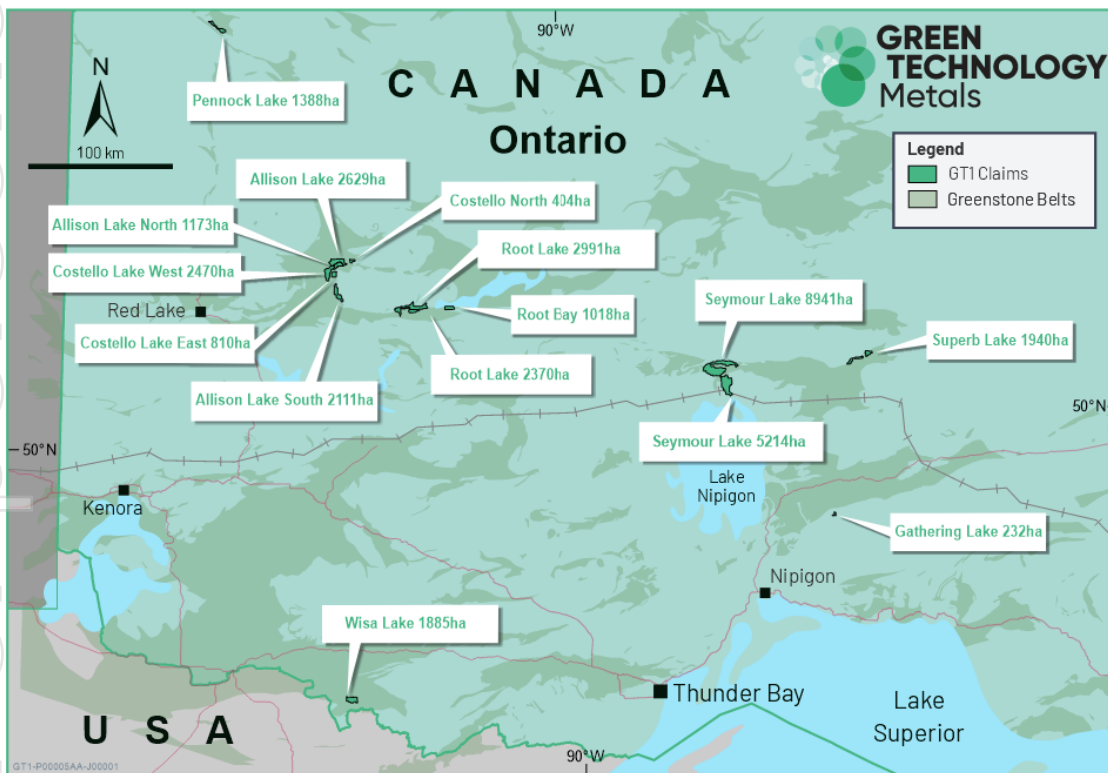 90°W
GREEN
TECHNOLOGY
Metals
N
100 km
C A N A D A
Ontario
Pennock Lake 1388ha
Legend
GT1 Claims
Greenstone Belts
Allison Lake 2629ha
Costello North 404ha
Allison Lake North 1173ha
Root Lake 2991ha
Costello Lake West 2470ha
Seymour Lake 8941ha
Red Lake
Root Bay 1018ha
Costello Lake East 810ha
Superb Lake 1940ha
Root Lake 2370ha
Allison Lake South 2111ha
50°N
Seymour Lake 5214ha
50°N
Lake
Nipigon
Kenora
Gathering Lake 232ha
Nipigon
Wisa Lake 1885ha
Thunder Bay
Lake
Superior
U S A
90°W
GT1-P00005AA-J00001